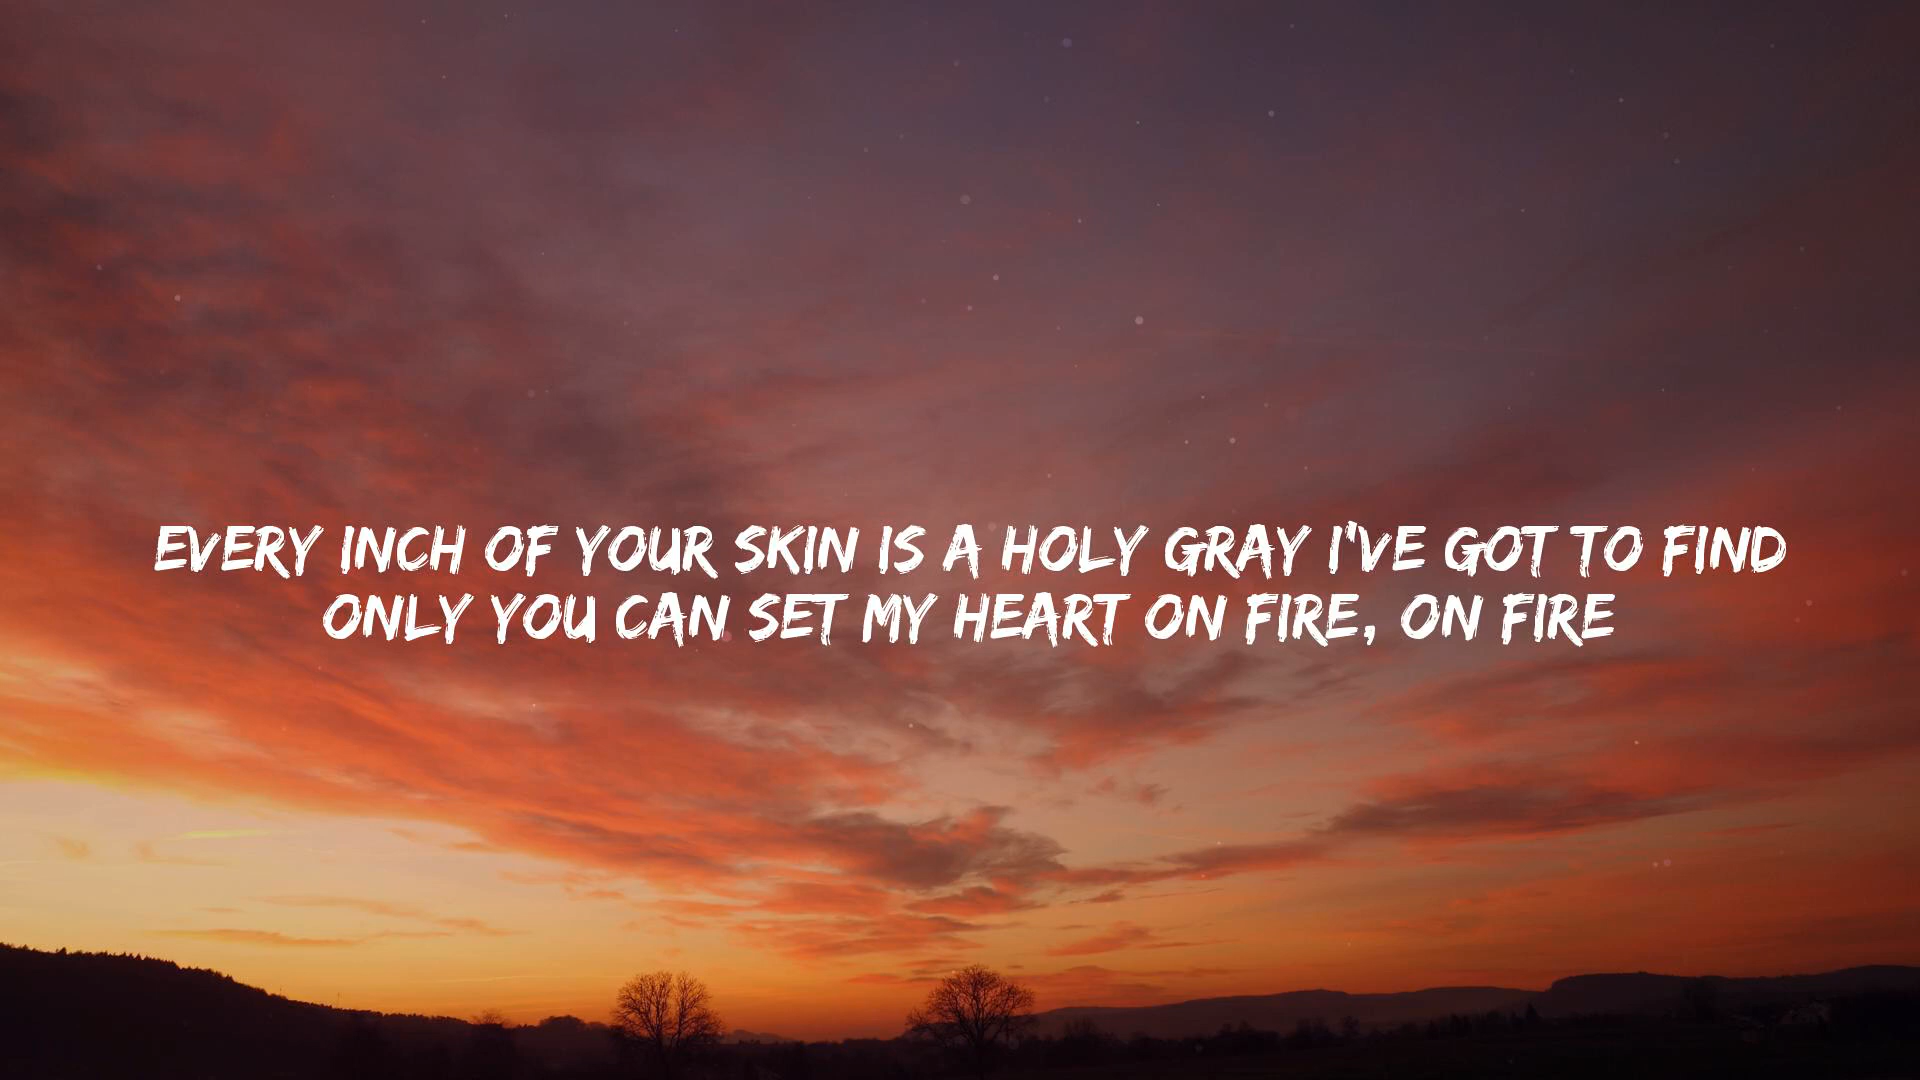 EVERY INCH OF YOUR SKIN IS A HOLY GRAY I'VE GOT TO FIND
ONLY YOU CAN SET MY HEART ON FIRE, ON FIRE